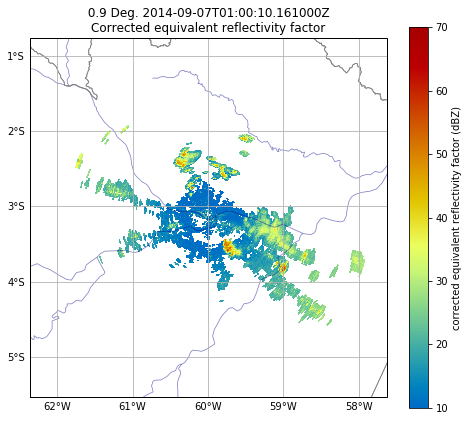 0.9 Deg. 2014-09-07T01:00:10.161000Z
Corrected equivalent reflectivity factor
1°S
2°S
3°S
4°S
5°S
62°W 61°W 60°W 59°W 58°W
70
60
50
40
30
20
10
corrected equivalent reflectivity factor (dBZ)